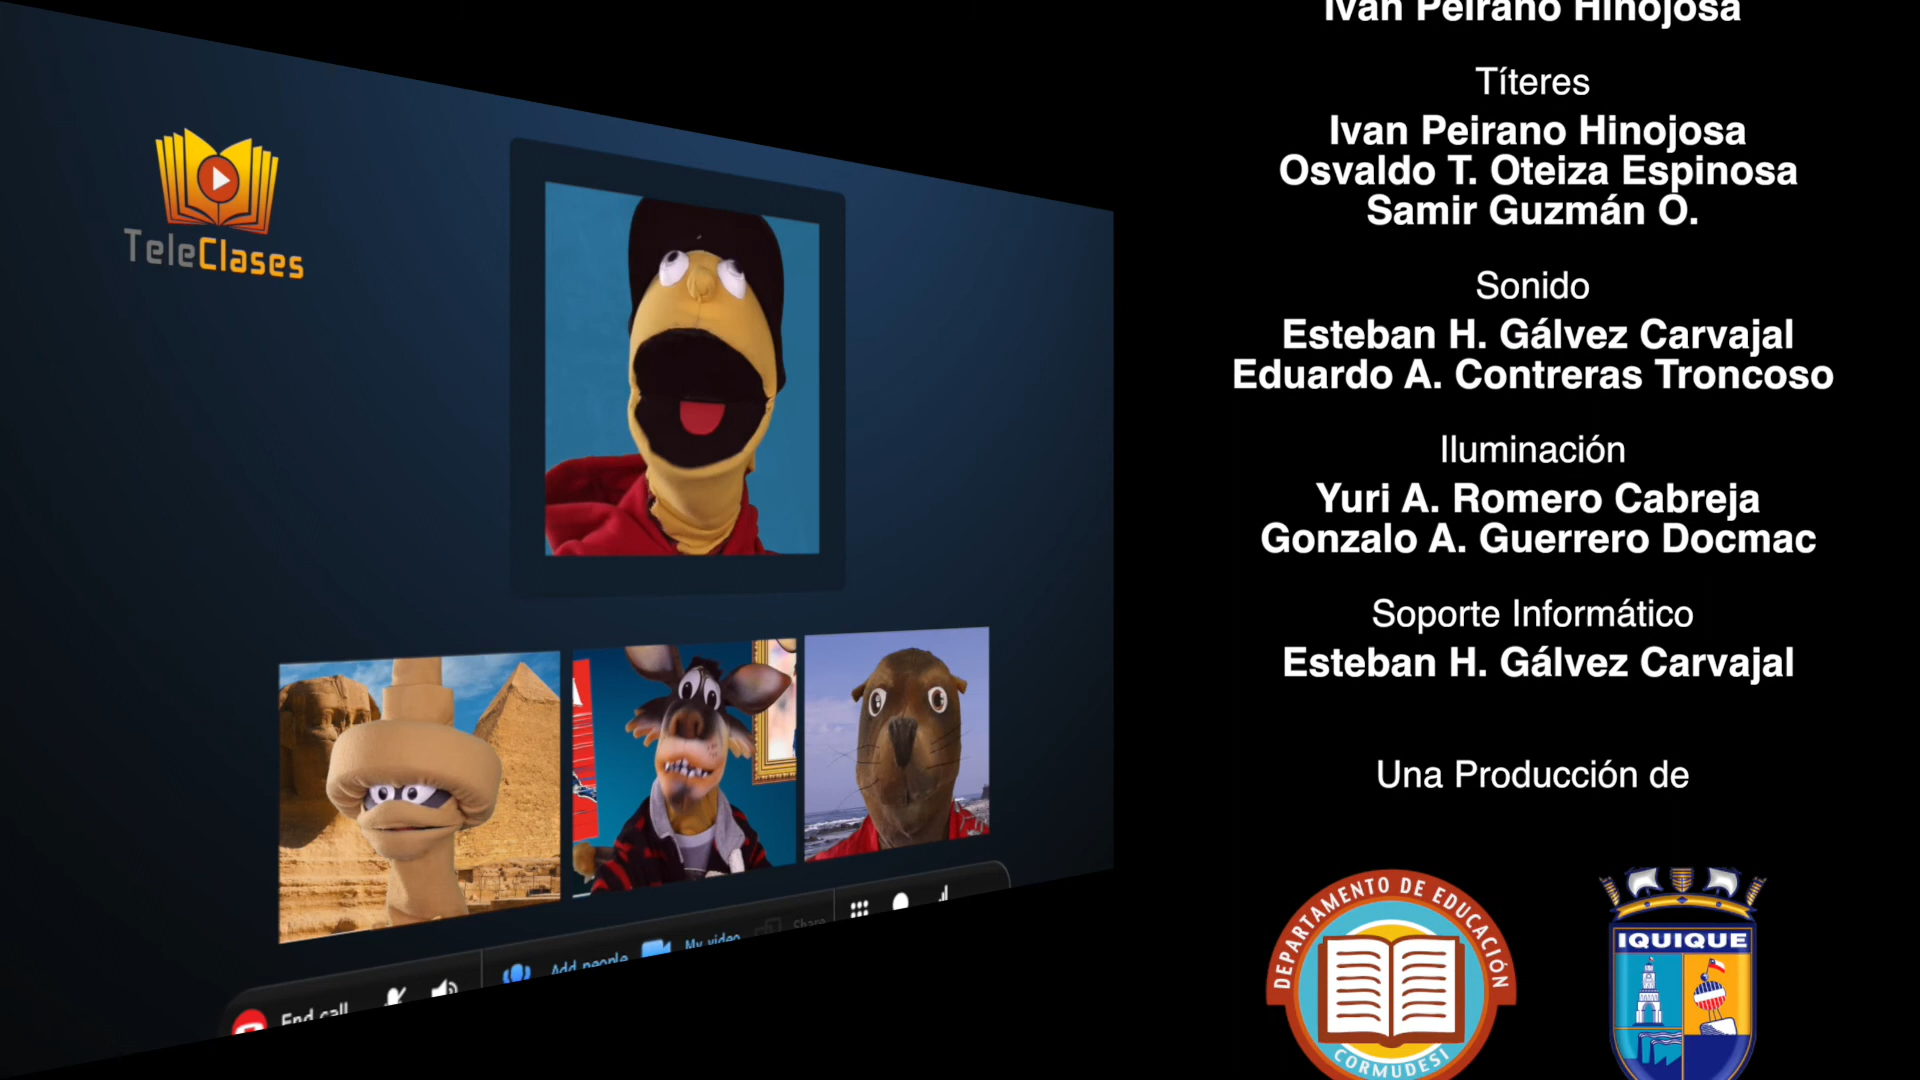 TeleClases
End call
Add people
My video
Share
Ivan Peirano Hinojosa
Títeres
Ivan Peirano Hinojosa
Osvaldo T. Oteiza Espinosa
Samir Guzmán O.
Sonido
Esteban H. Gálvez Carvajal
Eduardo A. Contreras Troncoso
Iluminación
Yuri A. Romero Cabreja
Gonzalo A. Guerrero Docmac
Soporte Informático
Esteban H. Gálvez Carvajal
Una Producción de
DEPARTAMENTO DE EDUCACIÓN
CORMUDESI
IQUIQUE